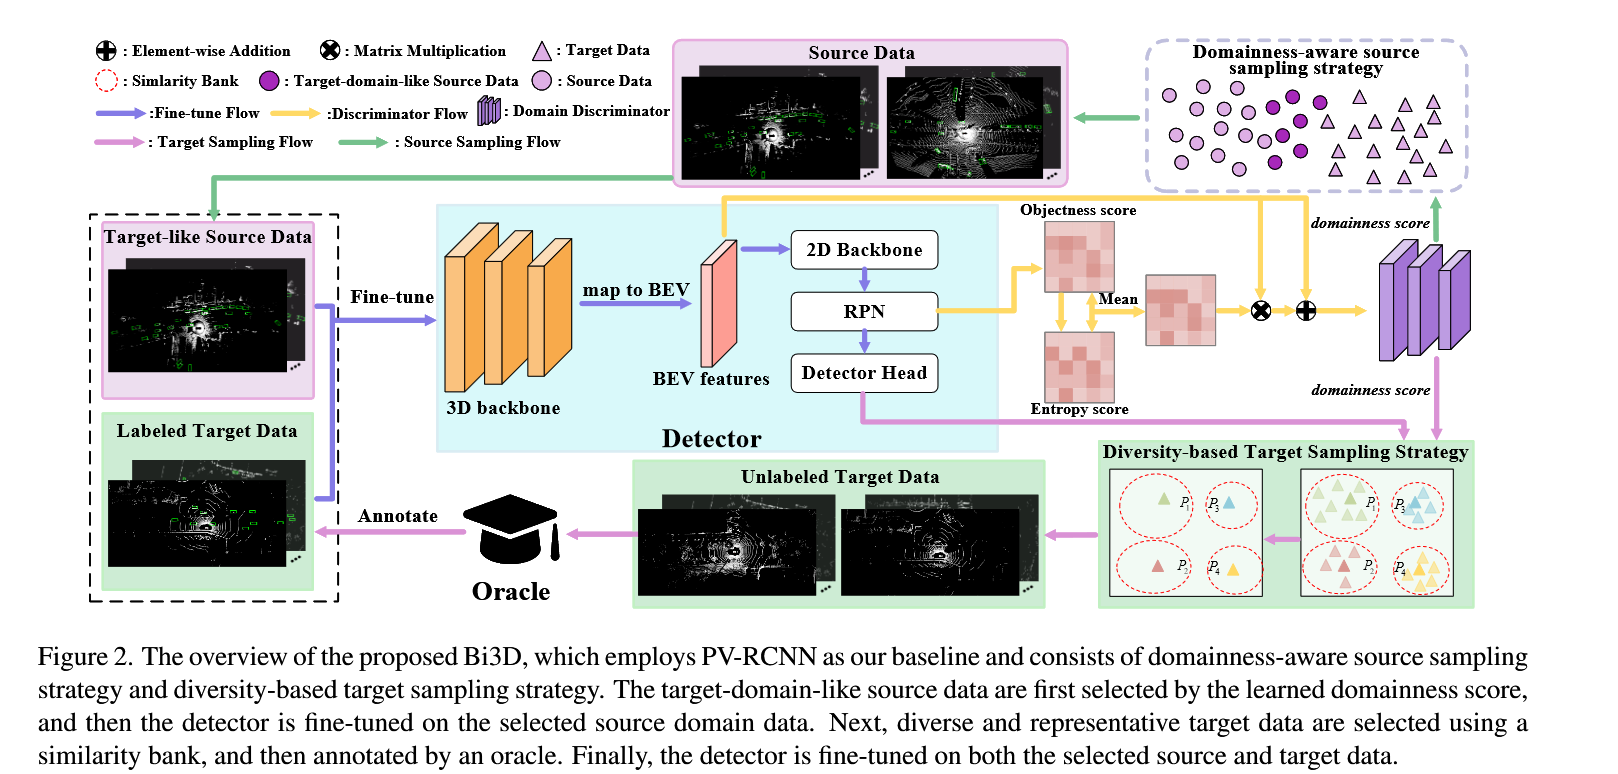 : Element-wise Addition
: Matrix Multiplication
: Target Data
: Simlarity Bank
: Target-domain-like Source Data
: Source Data
:Fine-tune Flow
:Discriminator Flow
: Domain Discriminator
: Target Sampling Flow
: Source Sampling Flow
Source Data
Domainness-aware source
sampling strategy
Target-like Source Data
Fine-tune
3D backbone
map to BEV
BEV features
2D Backbone
RPN
Detector Head
Detector
Objectness score
Mean
Entropy score
domainness score
domainness score
Labeled Target Data
Annotate
Oracle
Unlabeled Target Data
Diversity-based Target Sampling Strategy
P1
P3
P2
P4
P1
P3
P2
P4
Figure 2. The overview of the proposed Bi3D, which employs PV-RCNN as our baseline and consists of domainness-aware source sampling
strategy and diversity-based target sampling strategy. The target-domain-like source data are first selected by the learned domainness score,
and then the detector is fine-tuned on the selected source domain data. Next, diverse and representative target data are selected using a
similarity bank, and then annotated by an oracle. Finally, the detector is fine-tuned on both the selected source and target data.